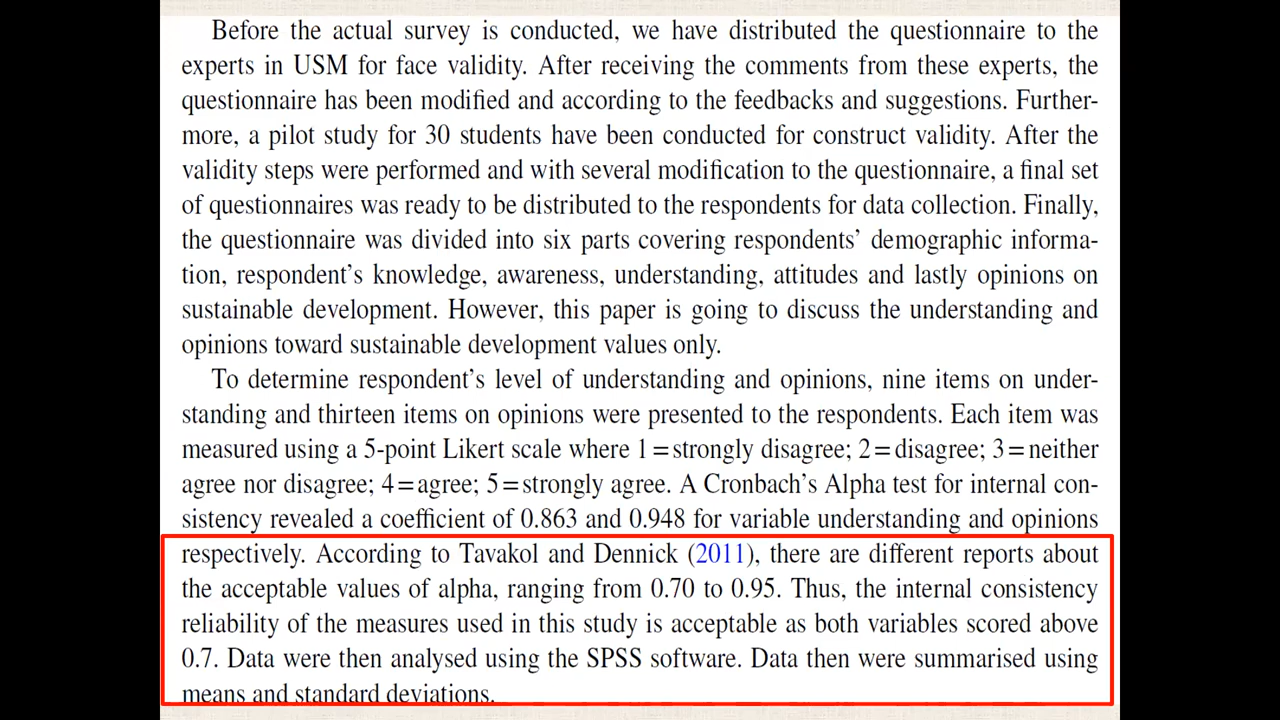 Before the actual survey is conducted, we have distributed the questionnaire to the
experts in USM for face validity. After receiving the comments from these experts, the
questionnaire has been modified and according to the feedbacks and suggestions. Further-
more, a pilot study for 30 students have been conducted for construct validity. After the
validity steps were performed and with several modification to the questionnaire, a final set
of questionnaires was ready to be distributed to the respondents for data collection. Finally,
the questionnaire was divided into six parts covering respondents’ demographic informa-
tion, respondent’s knowledge, awareness, understanding, attitudes and lastly opinions on
sustainable development. However, this paper is going to discuss the understanding and
opinions toward sustainable development values only.
To determine respondent’s level of understanding and opinions, nine items on under-
standing and thirteen items on opinions were presented to the respondents. Each item was
measured using a 5-point Likert scale where 1=strongly disagree; 2=disagree; 3=neither
agree nor disagree; 4=agree; 5=strongly agree. A Cronbach’s Alpha test for internal con-
sistency revealed a coefficient of 0.863 and 0.948 for variable understanding and opinions
respectively. According to Tavakol and Dennick (2011), there are different reports about
the acceptable values of alpha, ranging from 0.70 to 0.95. Thus, the internal consistency
reliability of the measures used in this study is acceptable as both variables scored above
0.7. Data were then analysed using the SPSS software. Data then were summarised using
means and standard deviations.